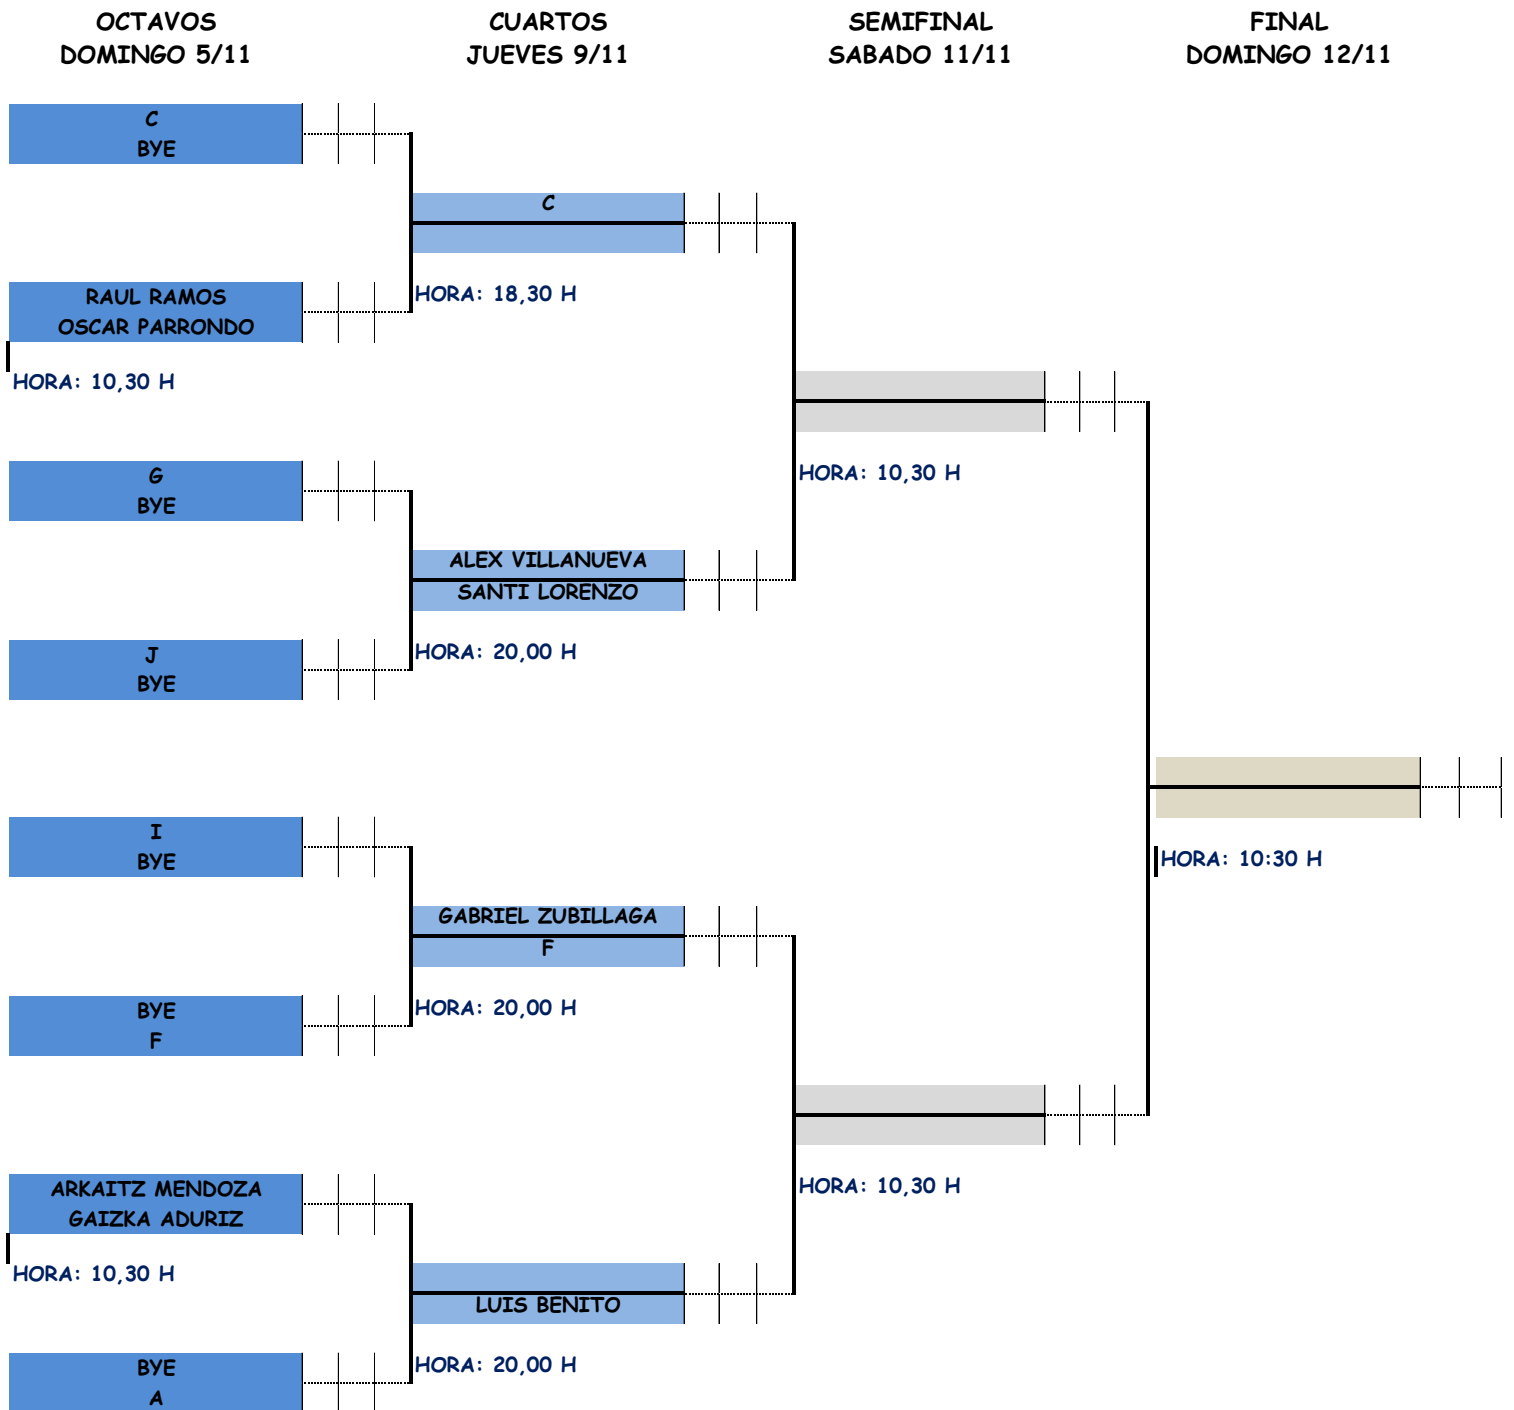 OCTAVOS
DOMINGO 5/11
CUARTOS
JUEVES 9/11
SEMIFINAL
SABADO 11/11
FINAL
DOMINGO 12/11
C
BYE
C
HORA: 18,30 H
RAUL RAMOS
OSCAR PARRONDO
HORA: 10,30 H
HORA: 10,30 H
G
BYE
ALEX VILLANUEVA
SANTI LORENZO
HORA: 20,00 H
J
BYE
I
BYE
HORA: 10:30 H
GABRIEL ZUBILLAGA
F
HORA: 20,00 H
BYE
F
ARKAITZ MENDOZA
GAIZKA ADURIZ
HORA: 10,30 H
HORA: 10,30 H
LUIS BENITO
HORA: 20,00 H
BYE
A